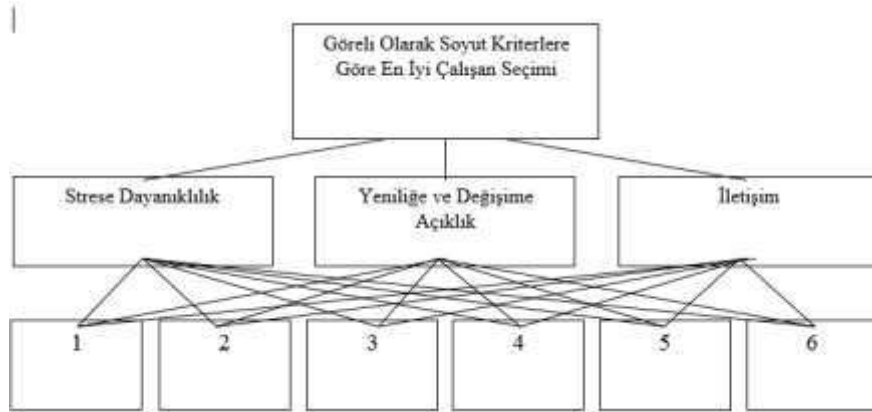 Göreli Olarak Soyut Kriterlere
Göre En İyi Çalışan Seçimi
Strese Dayanıklılık
Yeniliğe ve Değişime
Açıklık
İletişim
1
2
3
4
5
6